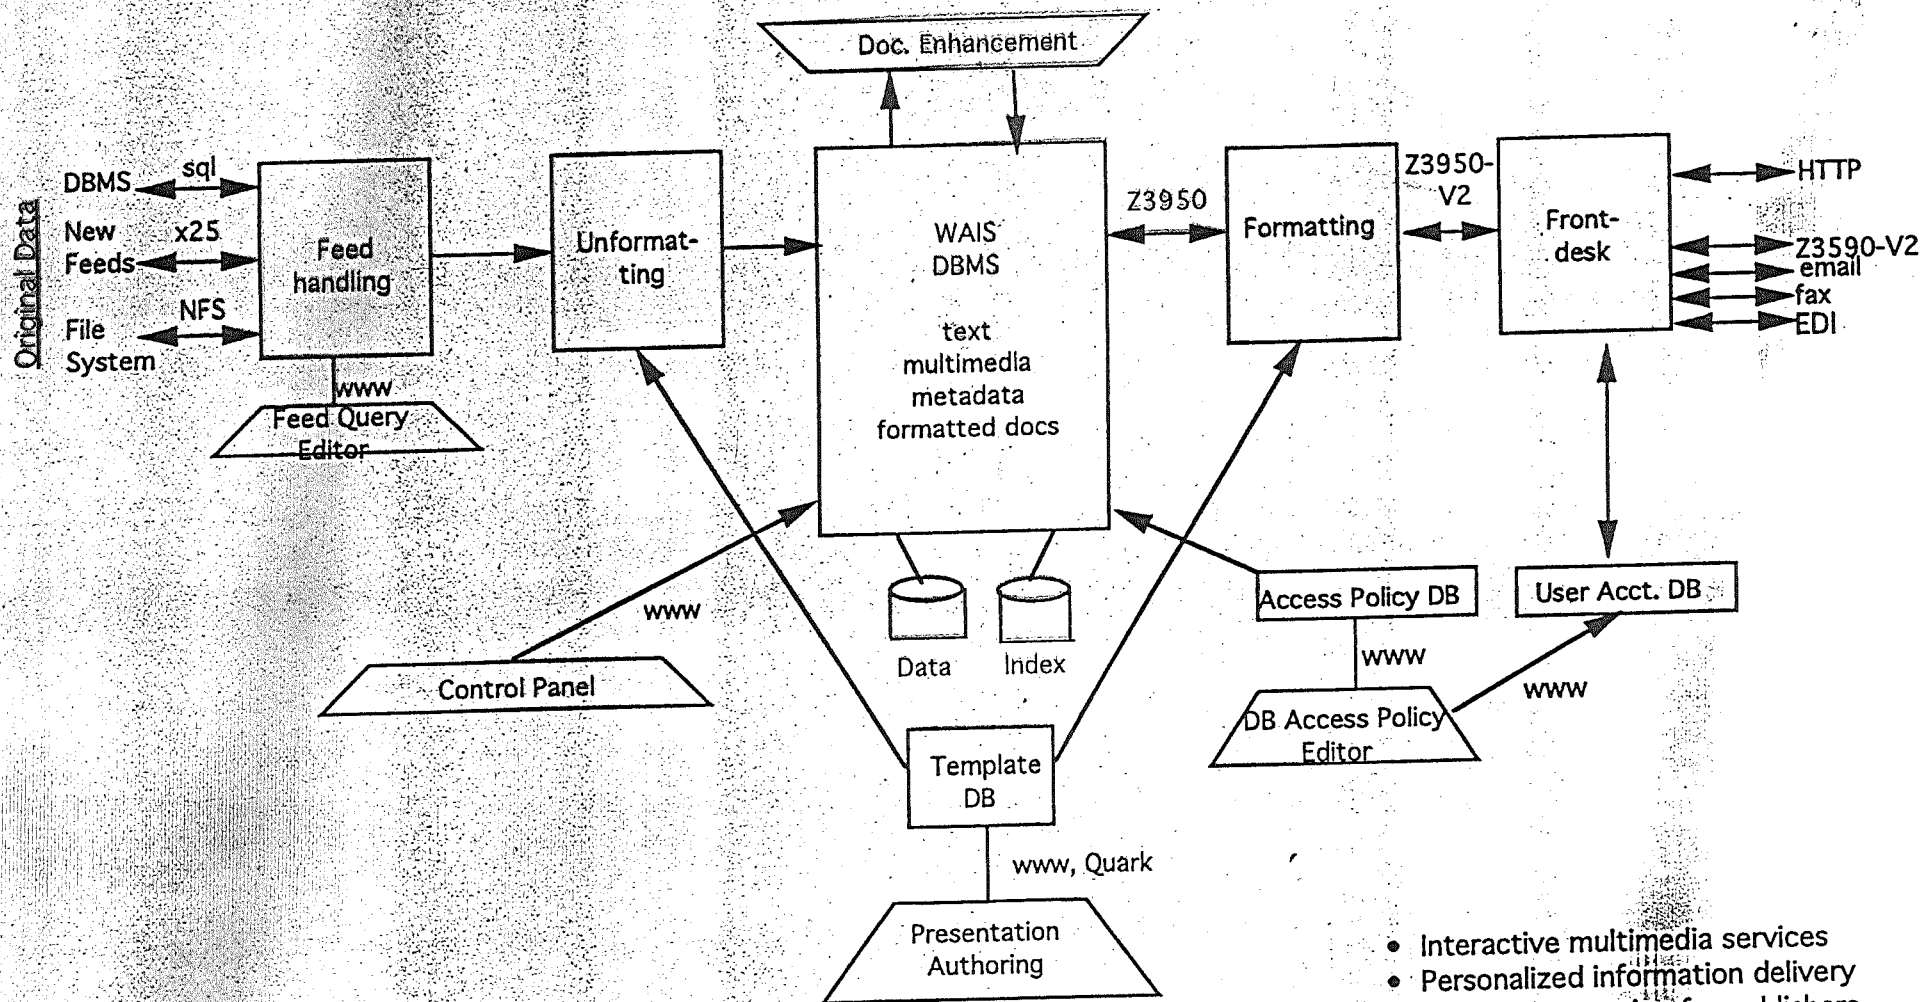 Doc. Enhancement
Original Data
DBMS
sql
New
Feeds
x25
File
System
NFS
Feed
handling
www
Feed Query
Editor
Unformat-
ting
WAIS
DBMS
text
multimedia
metadata
formatted docs
Z3950
Formatting
Z3950-
V2
Front-
desk
HTTP
Z3590-V2
email
fax
EDI
www
Control Panel
Data
Index
Access Policy DB
User Acct. DB
www
www
DB Access Policy
Editor
Template
DB
www, Quark
Presentation
Authoring
• Interactive multimedia services
• Personalized information delivery